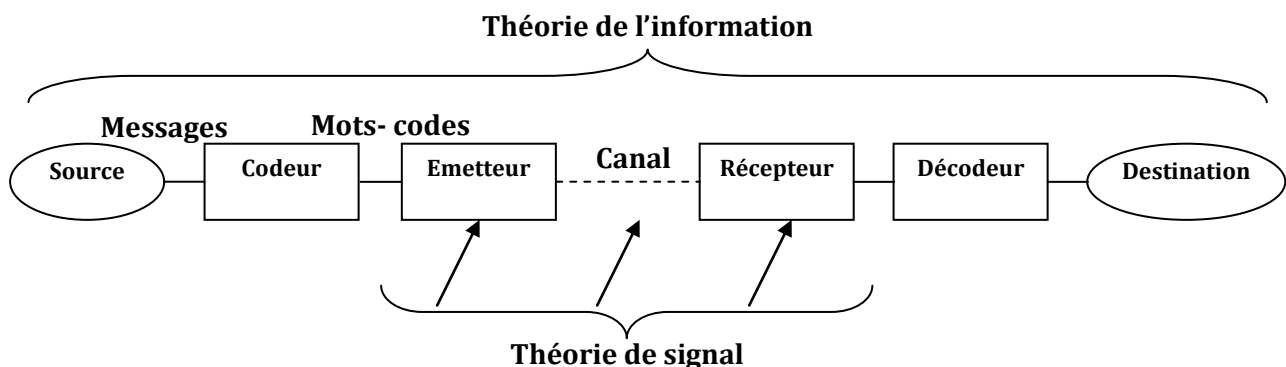 Théorie de l'information
Messages
Mots- codes
Source
Codeur
Emetteur
Canal
Récepteur
Décodeur
Destination
Théorie de signal